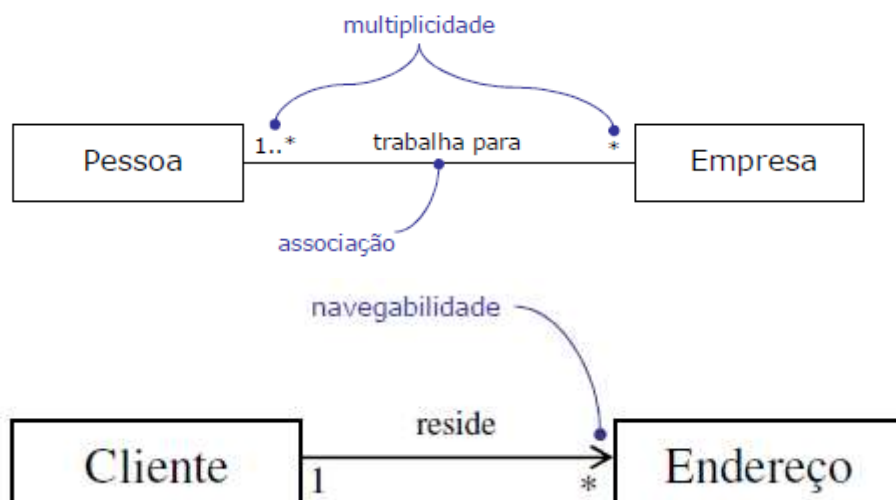 multiplicidade
Pessoa 1..* trabalha para * Empresa
associação
navegabilidade
reside
Cliente 1 * Endereço